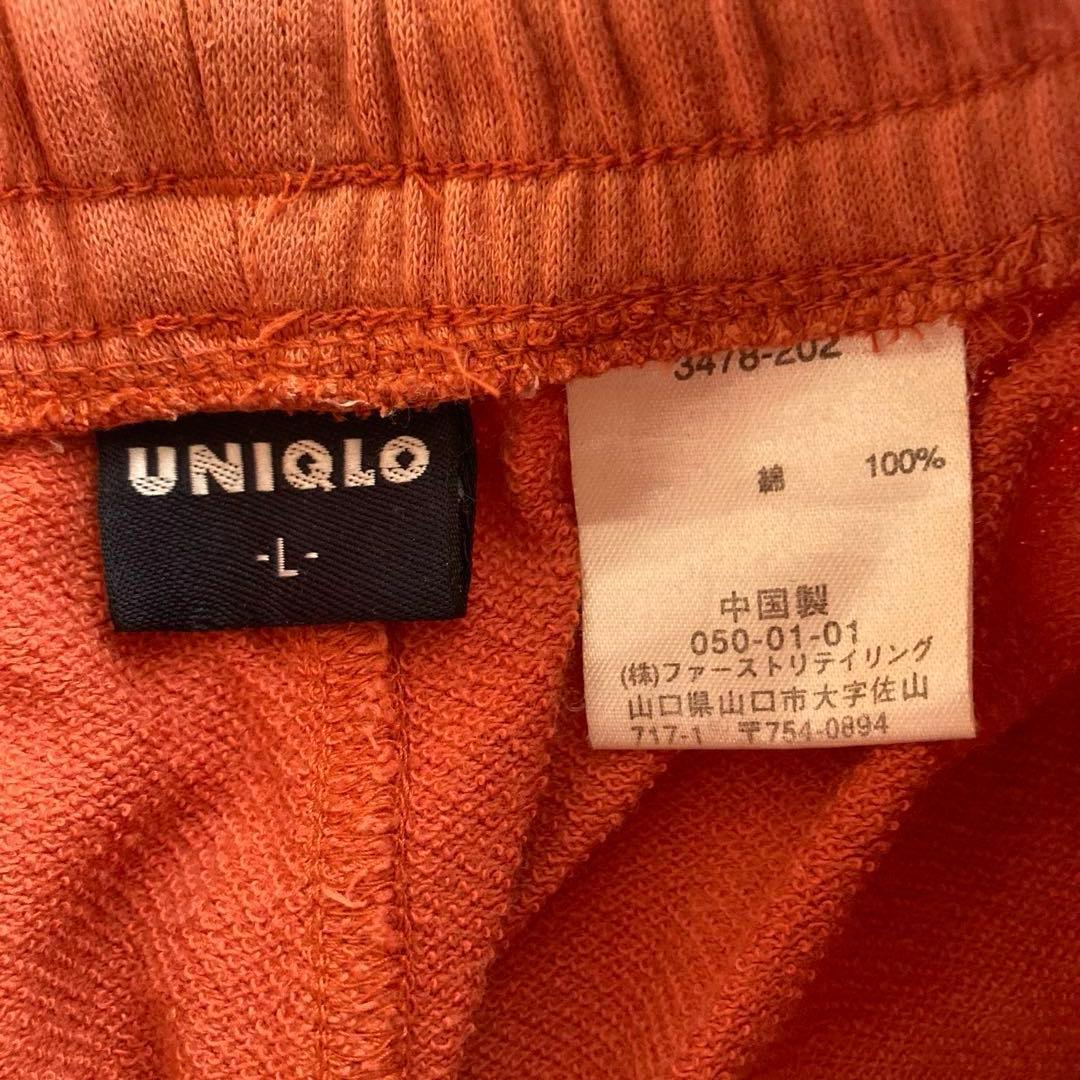 UNIQLO
-L-
3478-202
綿 100%
中国製
050-01-01
(株)ファーストリテイリング
山口県山口市大字佐山
717-1 〒754-0894